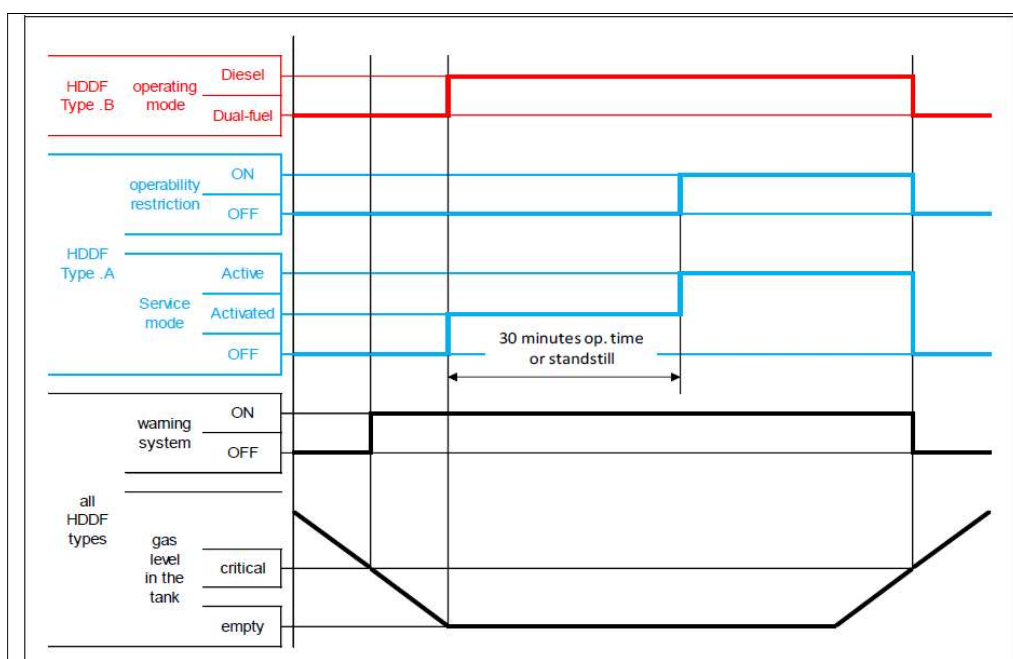 HDDF
Type .B
operating
mode
Diesel
Dual-fuel
HDDF
Type .A
operability
restriction
ON
OFF
Service
mode
Active
Activated
OFF
30 minutes op. time
or standstill
all
HDDF
types
warning
system
ON
OFF
gas
level
in the
tank
critical
empty